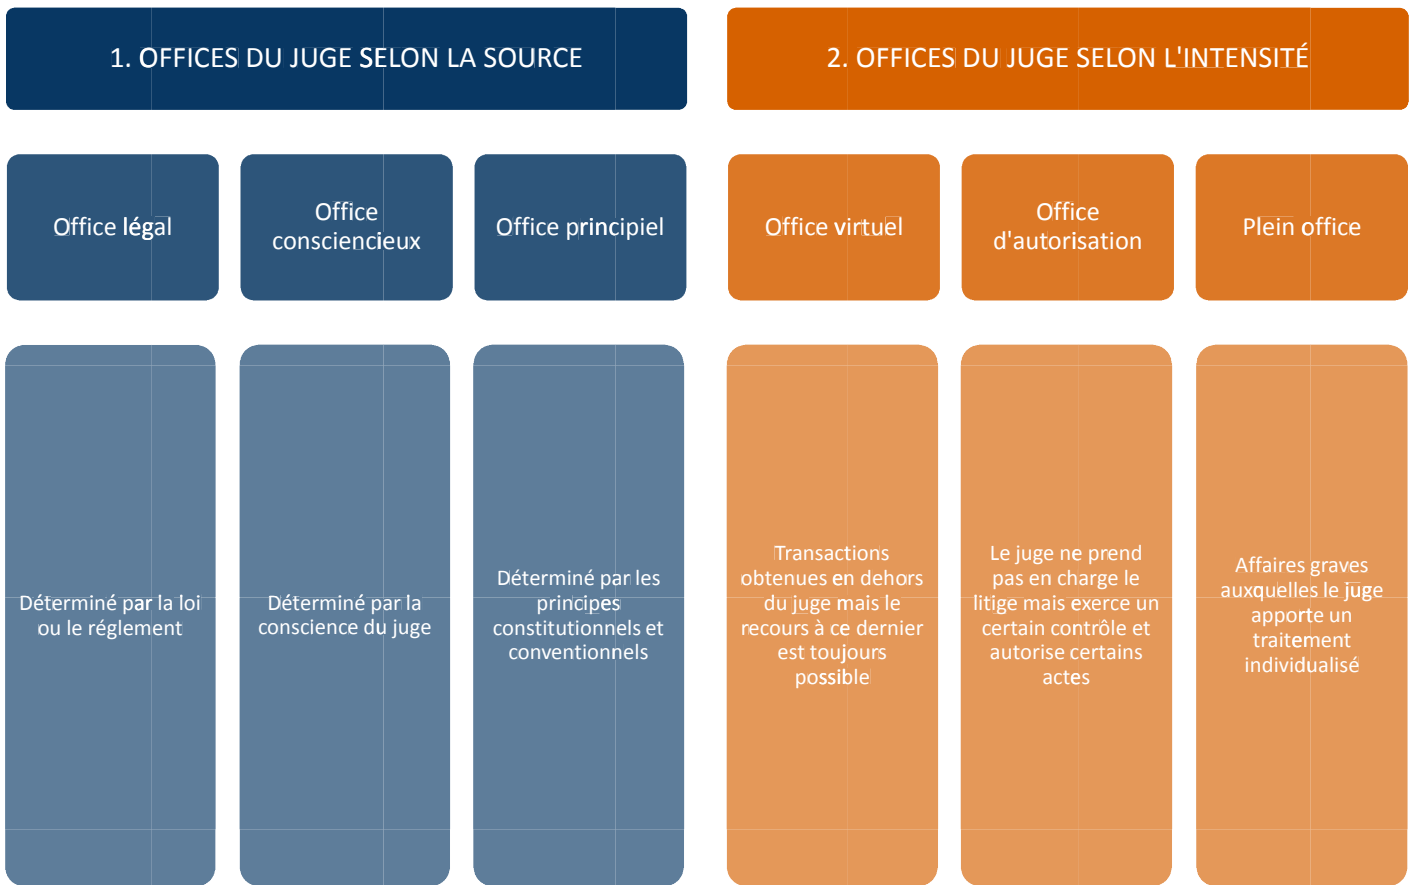 1. OFFICES DU JUGE SELON LA SOURCE
Office légal
Office
consciencieux
Office principiel
Déterminé par la loi
ou le réglement
Déterminé par la
conscience du juge
Déterminé par les
principes
constitutionnels et
conventionnels
2. OFFICES DU JUGE SELON L'INTENSITÉ
Office virtuel
Office
d'autorisation
Plein office
Transactions
obtenues en dehors
du juge mais le
recours à ce dernier
est toujours
possible
Le juge ne prend
pas en charge le
litige mais exerce un
certain contrôle et
autorise certains
actes
Affaires graves
auxquelles le juge
apporte un
traitement
individualisé